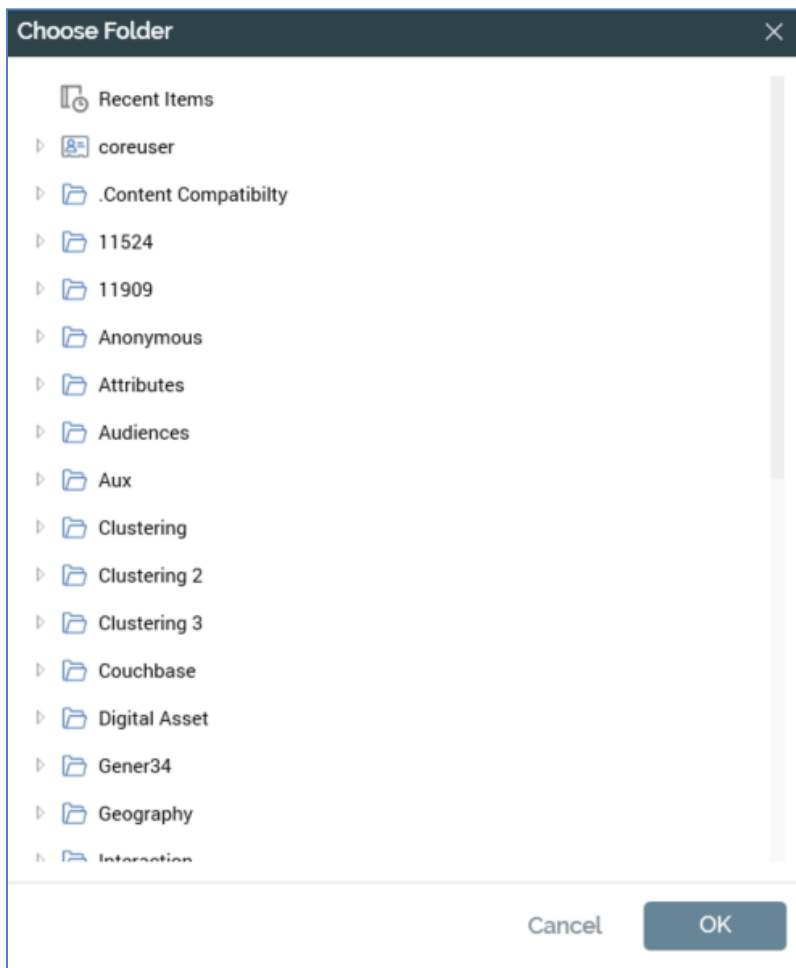 Choose Folder
Recent Items
coreuser
.Content Compatibilty
11524
11909
Anonymous
Attributes
Audiences
Aux
Clustering
Clustering 2
Clustering 3
Couchbase
Digital Asset
Gener34
Geography
Interaction
Cancel OK